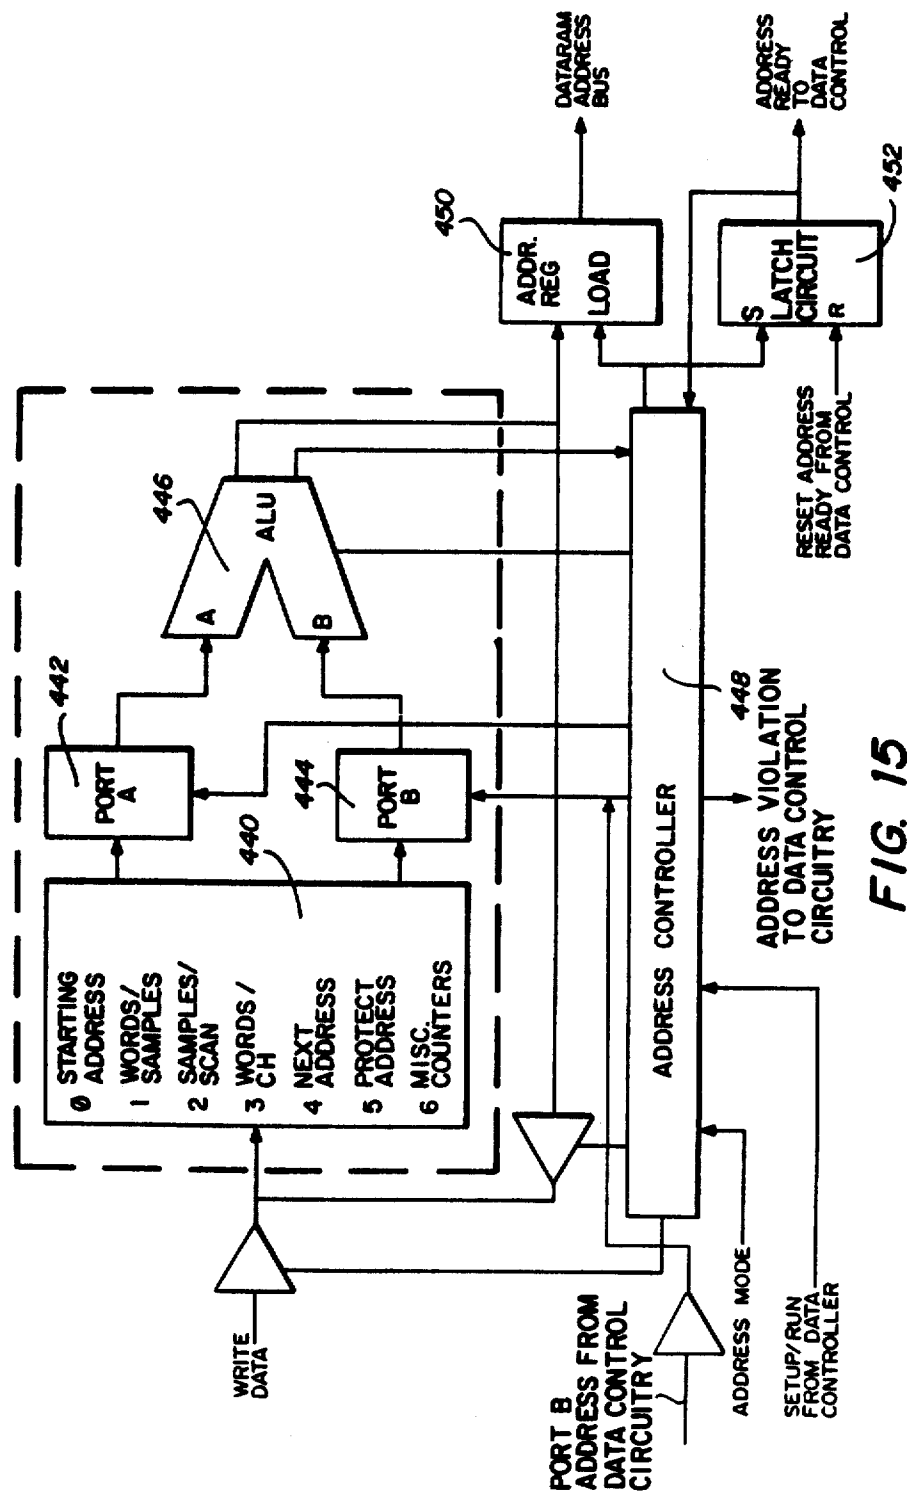 DATARAM
ADDRESS
BUS
ADDRESS
READY
TO
DATA
CONTROL
450
452
ADDR.
REG
LOAD
S
LATCH
CIRCUIT
R
RESET ADDRESS
READY FROM
DATA CONTROL
446
ALU
A
B
442
PORT
A
444
PORT
B
440
0 STARTING
ADDRESS
1 WORDS/
SAMPLES
2 SAMPLES/
SCAN
3 WORDS/
CH
4 NEXT
ADDRESS
5 PROTECT
ADDRESS
6 MISC.
COUNTERS
448
ADDRESS CONTROLLER
ADDRESS VIOLATION
TO DATA CONTROL
CIRCUITRY
WRITE
DATA
PORT B
ADDRESS FROM
DATA CONTROL
CIRCUITRY
ADDRESS MODE
SETUP/RUN
FROM DATA
CONTROLLER
FIG. 15